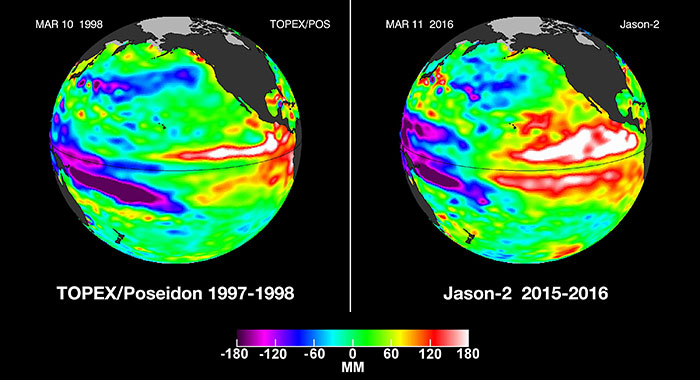 MAR 10 1998
TOPEX/POS
MAR 11 2016
Jason-2
TOPEX/Poseidon 1997-1998
Jason-2 2015-2016
-180 -120 -60 0 60 120 180
MM